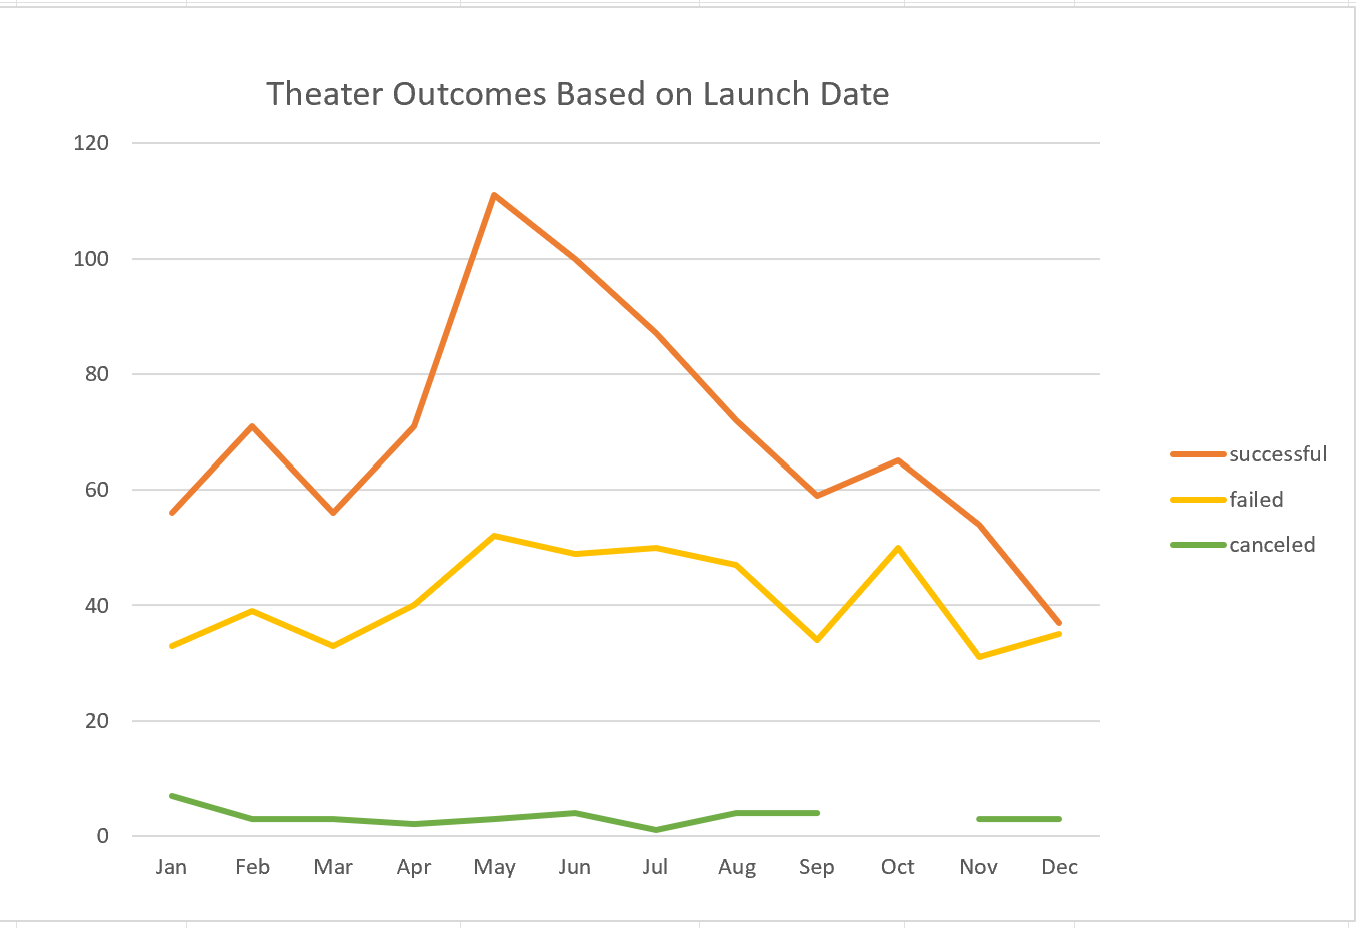 Theater Outcomes Based on Launch Date
120
100
80
60
40
20
0
Jan Feb Mar Apr May Jun Jul Aug Sep Oct Nov Dec
successful
failed
canceled